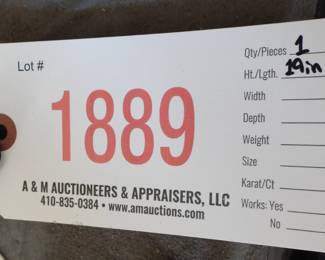 Lot #
1889
A & M AUCTIONEERS & APPRAISERS, LLC
410-835-0384 • www.amauctions.com
Qty/Pieces 1
Ht./Lgth. 19in
Width
Depth
Weight
Size
Karat/Ct
Works: Yes
No